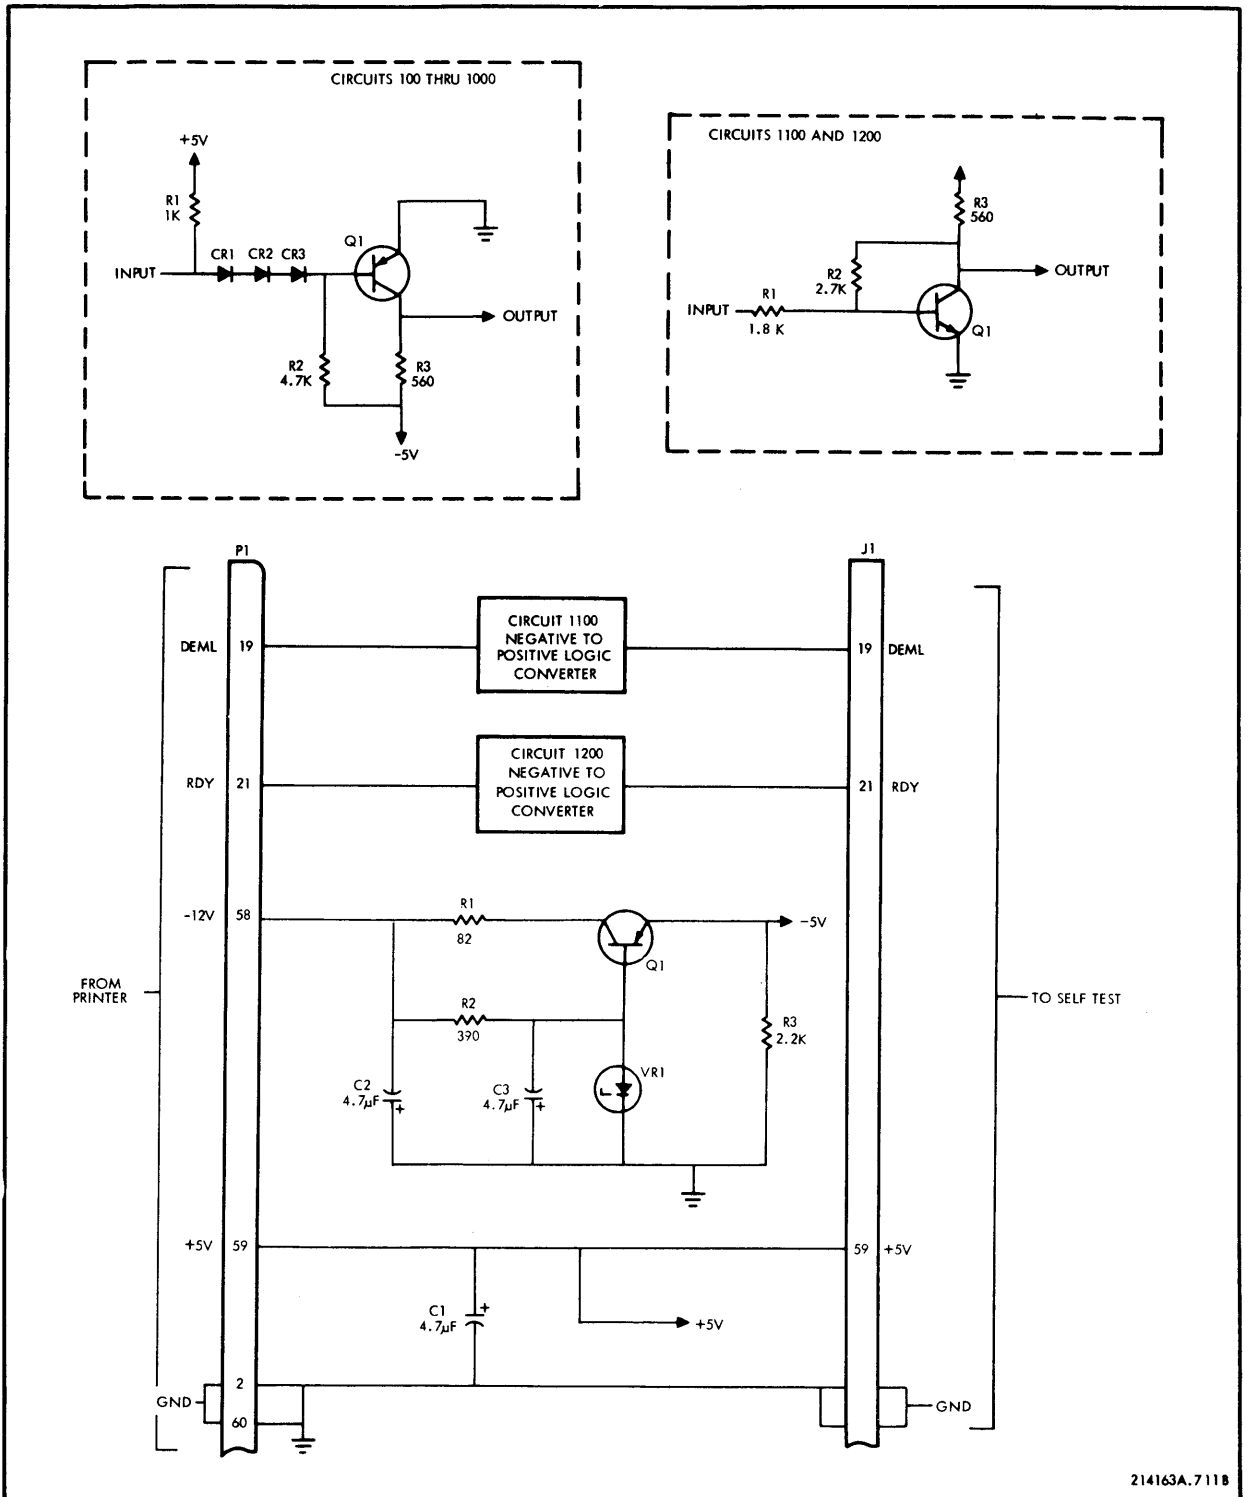 CIRCUITS 100 THRU 1000
+5V
R1
1K
INPUT
CR1 CR2 CR3
Q1
OUTPUT
R2
4.7K
R3
560
-5V
CIRCUITS 1100 AND 1200
R3
560
R2
2.7K
OUTPUT
INPUT
R1
1.8 K
Q1
P1
J1
DEML
19
CIRCUIT 1100
NEGATIVE TO
POSITIVE LOGIC
CONVERTER
19
DEML
RDY
21
CIRCUIT 1200
NEGATIVE TO
POSITIVE LOGIC
CONVERTER
21
RDY
-12V
58
R1
82
Q1
-5V
FROM
PRINTER
R2
390
R3
2.2K
TO SELF TEST
C2
4.7µF
+
C3
4.7µF
+
VR1
+5V
59
59
+5V
C1
4.7µF
+
+5V
GND
2
60
GND
214163A.711B